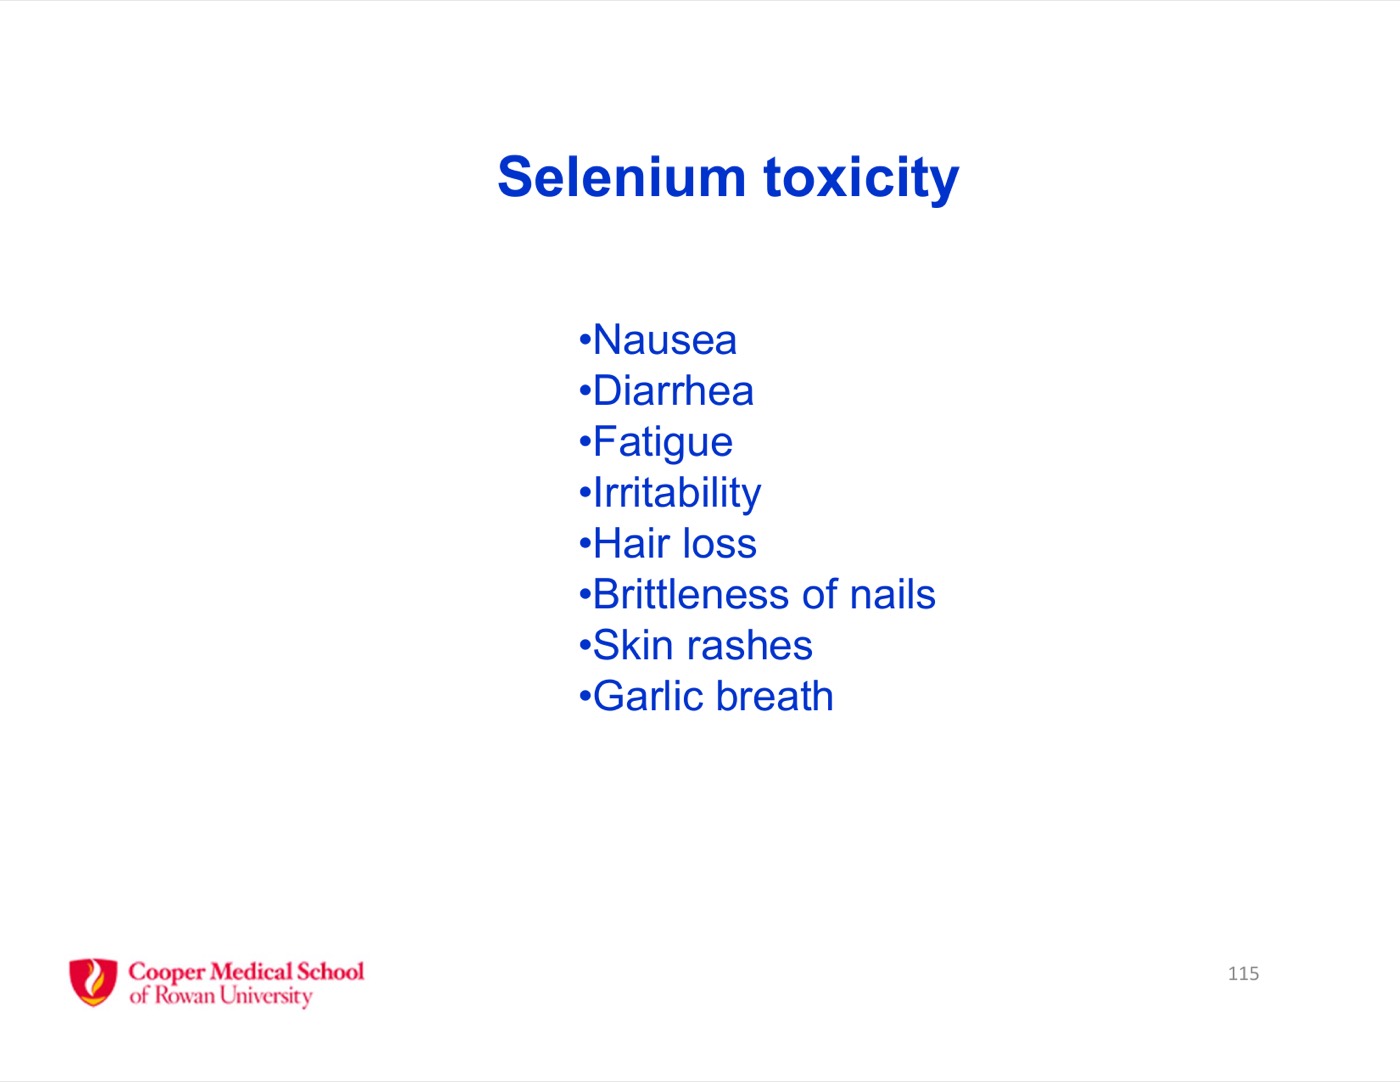 Selenium toxicity
•Nausea
•Diarrhea
•Fatigue
•Irritability
•Hair loss
•Brittleness of nails
•Skin rashes
•Garlic breath
Cooper Medical School
of Rowan University
115